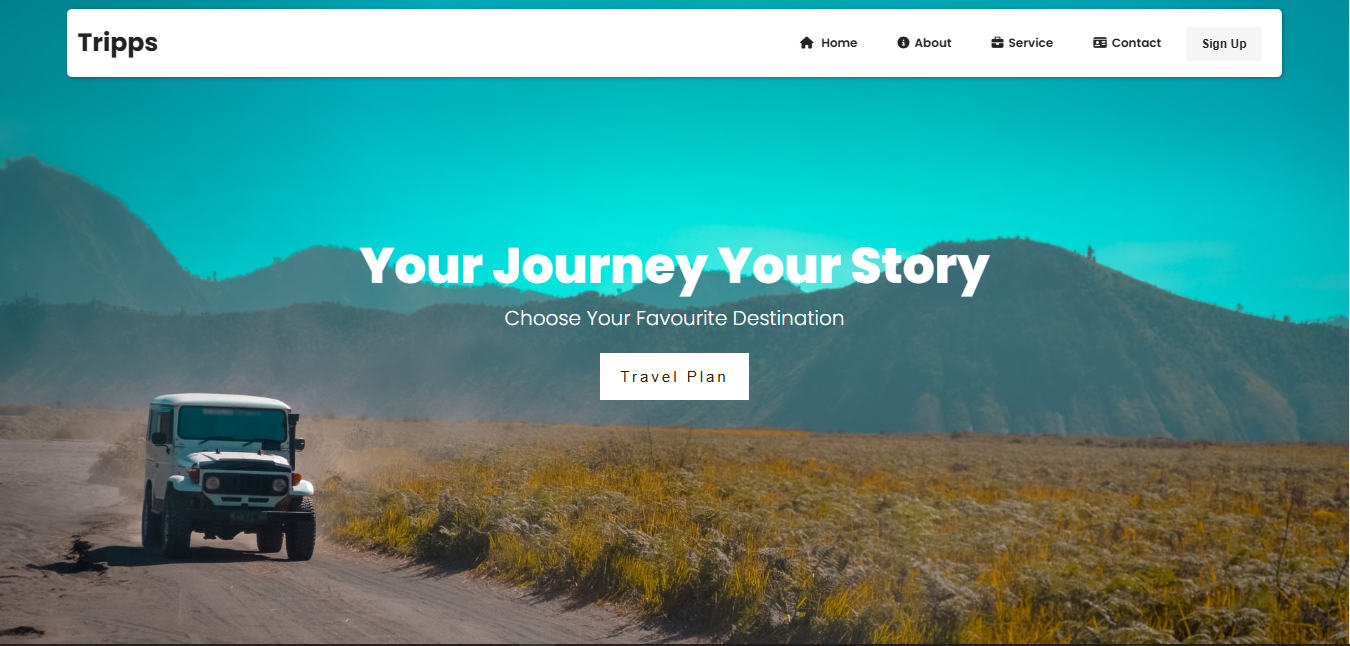 Tripps
Home About Service Contact Sign Up
Your Journey Your Story
Choose Your Favourite Destination
Travel Plan